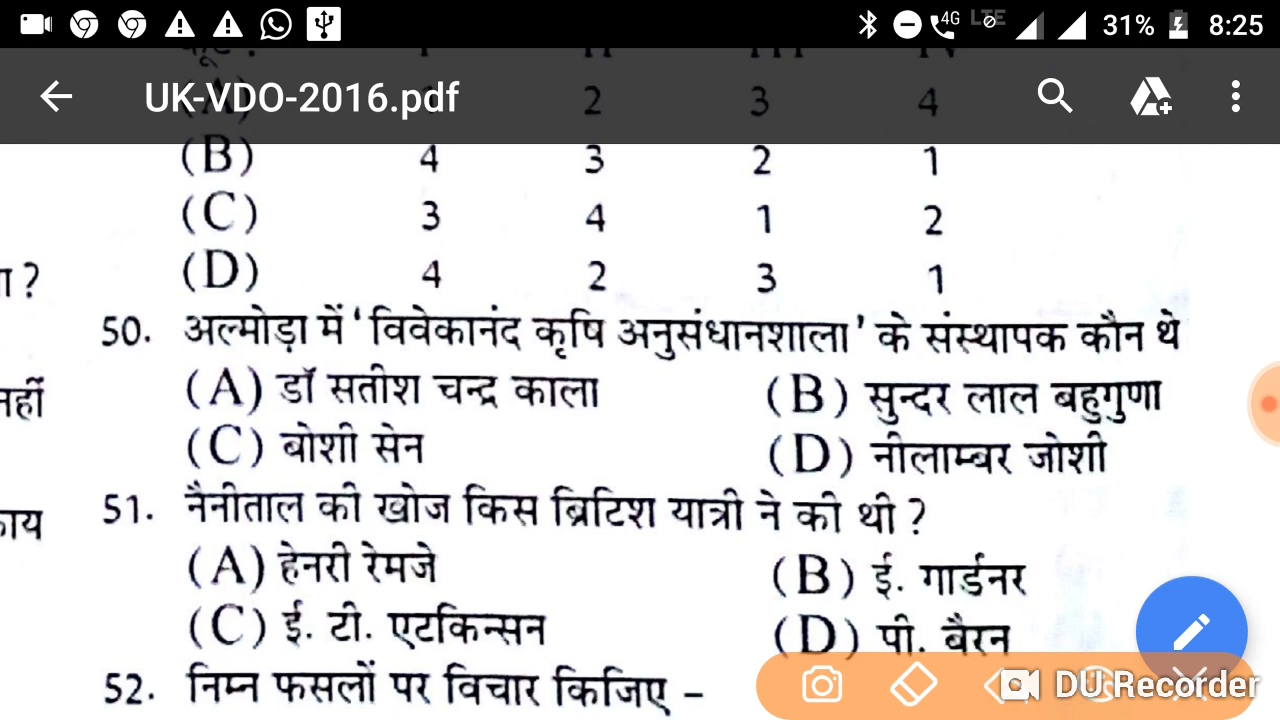 4G LTE 31% 8:25
UK-VDO-2016.pdf
(A) 2 3 4
(B) 4 3 2 1
(C) 3 4 1 2
ा ? (D) 4 2 3 1
50. अल्मोड़ा में ' विवेकानंद कृषि अनुसंधानशाला ' के संस्थापक कौन थे
(A) डॉ सतीश चन्द्र काला (B) सुन्दर लाल बहुगुणा
(C) बोशी सेन (D) नीलाम्बर जोशी
51. नैनीताल की खोज किस ब्रिटिश यात्री ने की थी ?
(A) हेनरी रेमजे (B) ई. गार्डनर
(C) ई. टी. एटकिन्सन (D) पी. बैरन
52. निम्न फसलों पर विचार किजिए –
DU Recorder